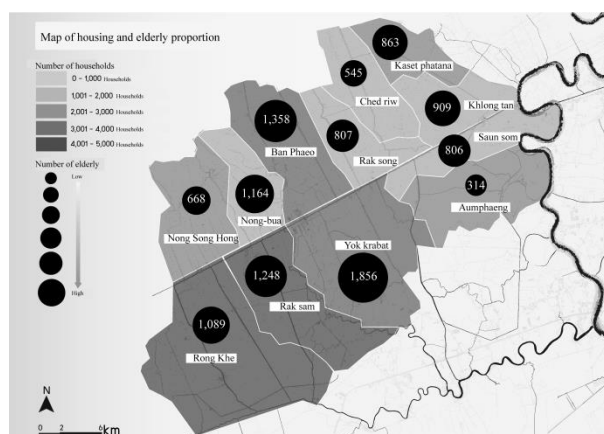 Map of housing and elderly proportion
Number of households
0 - 1,000 Households
1,001 - 2,000 Households
2,001 - 3,000 Households
3,001 - 4,000 Households
4,001 - 5,000 Households
Number of elderly
Low
High
863
Kaset phatana
545
Ched riw
909
Khlong tan
1,358
Ban Phaeo
807
Rak song
806
Saun som
314
Aumphaeng
668
Nong Song Hong
1,164
Nong-bua
Yok krabat
1,856
1,248
Rak sam
1,089
Rong Khe
N
0 2 6 km